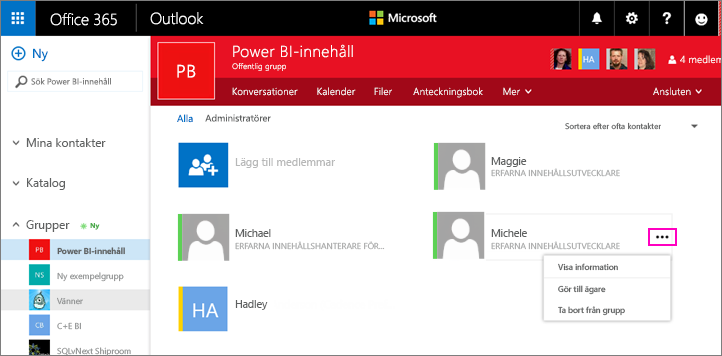 Office 365
Outlook
Microsoft
?
Ny
Sök Power BI-innehåll
Mina kontakter
Katalog
Grupper Ny
PB Power BI-innehåll
NS Ny exempelgrupp
Vänner
CB C+E BI
SQLvNext Shiproom
PB
Power BI-innehåll
Offentlig grupp
HA
4 medlem
Konversationer Kalender Filer Anteckningsbok Mer Ansluten
Alla Administratörer
Sortera efter ofta kontakter
Lägg till medlemmar
Maggie
ERFARNA INNEHÅLLSUTVECKLARE
Michael
ERFARNA INNEHÅLLSHANTERARE FÖR...
Michele
ERFARNA INNEHÅLLSUTVECKLARE
Visa information
Gör till ägare
Ta bort från grupp
HA
Hadley